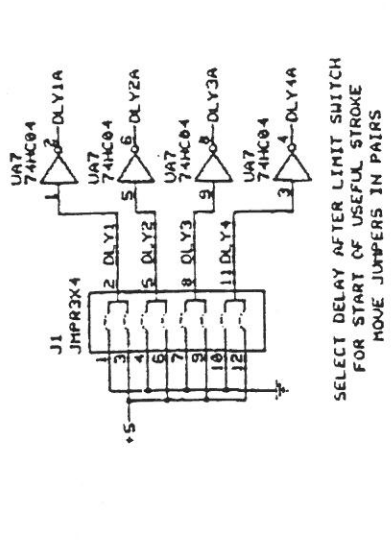 J1
JMPR3X4
+5
1
3
4
6
7
9
10
12
2 DLY1
5 DLY2
8 DLY3
11 DLY4
UA7
74HC04
1
2
DLY1A
UA7
74HC04
5
6
DLY2A
UA7
74HC04
9
8
DLY3A
UA7
74HC04
3
4
DLY4A
SELECT DELAY AFTER LIMIT SWITCH
FOR START OF USEFUL STROKE
MOVE JUMPERS IN PAIRS